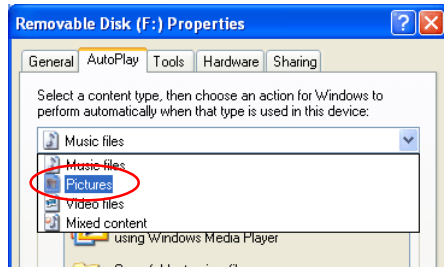 Removable Disk (F:) Properties
General AutoPlay Tools Hardware Sharing
Select a content type, then choose an action for Windows to
perform automatically when that type is used in this device:
Music files
Music files
Pictures
Video files
Mixed content
using Windows Media Player